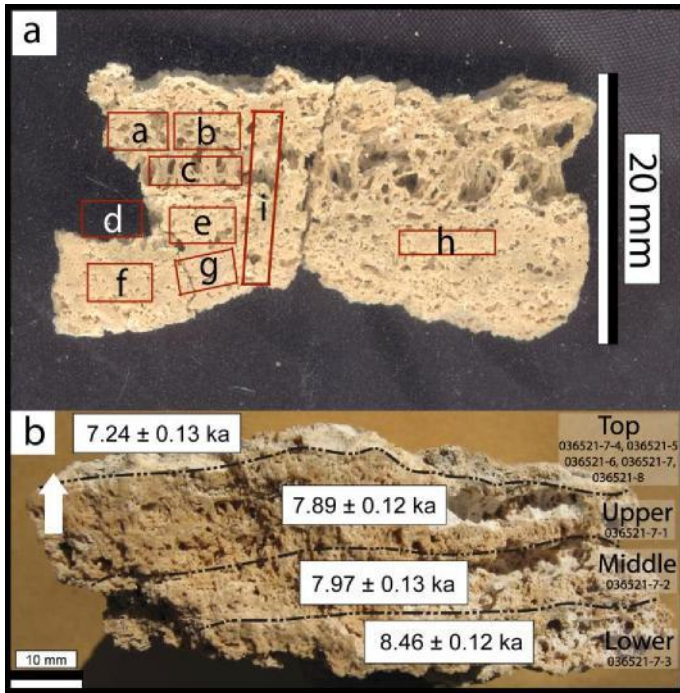 a
a
b
c
d
e
f
g
h
i
20 mm
b
7.24 ± 0.13 ka
Top
036521-7-4, 036521-5
036521-6, 036521-7,
036521-8
7.89 ± 0.12 ka
Upper
036521-7-1
Middle
036521-7-2
7.97 ± 0.13 ka
8.46 ± 0.12 ka
Lower
036521-7-3
10 mm